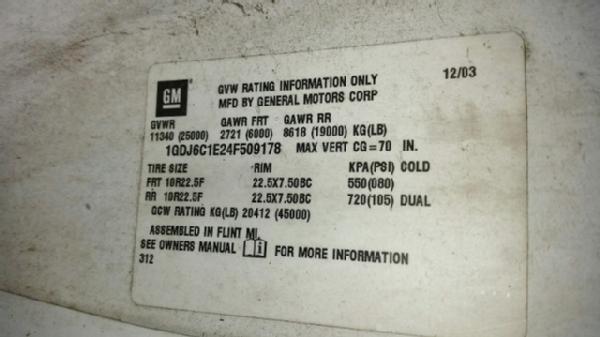 GM
GVW RATING INFORMATION ONLY 12/03
MFD BY GENERAL MOTORS CORP
GVWR GAWR FRT GAWR RR
11340 (25000) 2721 (6000) 8618 (19000) KG(LB)
1GDJ6C1E24F509178 MAX VERT CG=70 IN.
TIRE SIZE RIM KPA(PSI) COLD
FRT 10R22.5F 22.5X7.50BC 550(080)
RR 10R22.5F 22.5X7.50BC 720(105) DUAL
GCW RATING KG(LB) 20412 (45000)
ASSEMBLED IN FLINT MI.
SEE OWNERS MANUAL i FOR MORE INFORMATION
312